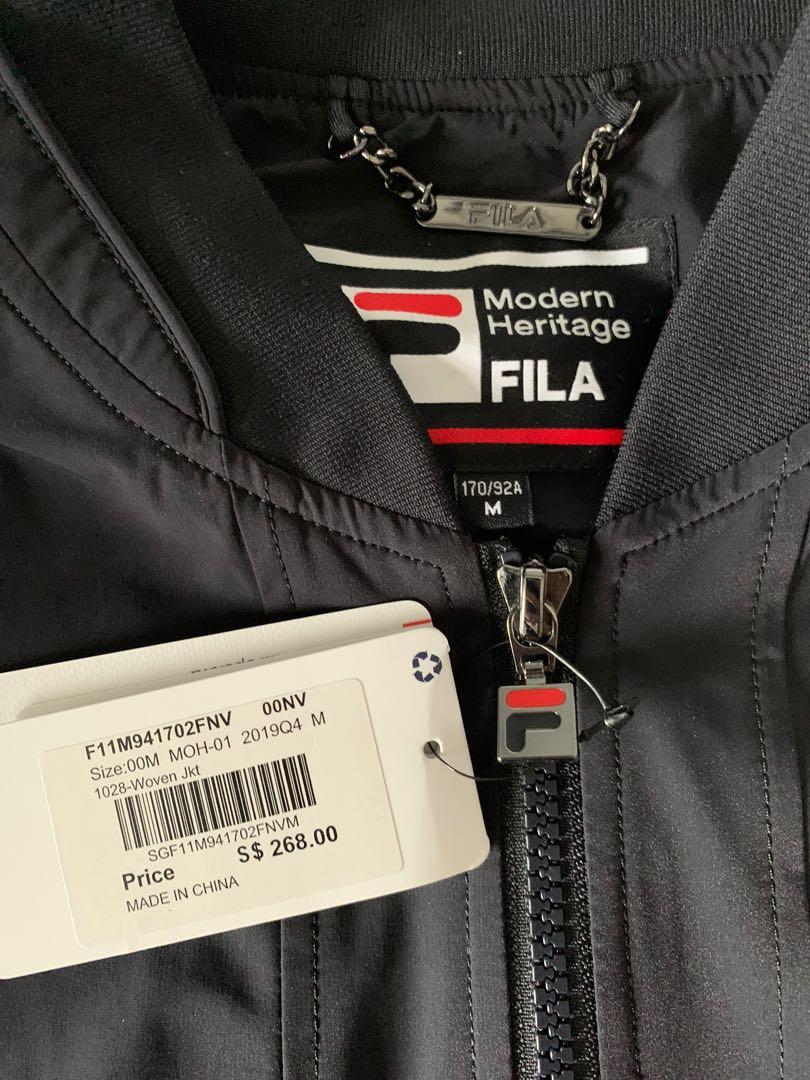 FILA
Modern
Heritage
FILA
170/92A
M
F11M941702FNV 00NV
Size:00M MOH-01 2019Q4 M
1028-Woven Jkt
SGF11M941702FNVM
Price S$ 268.00
MADE IN CHINA